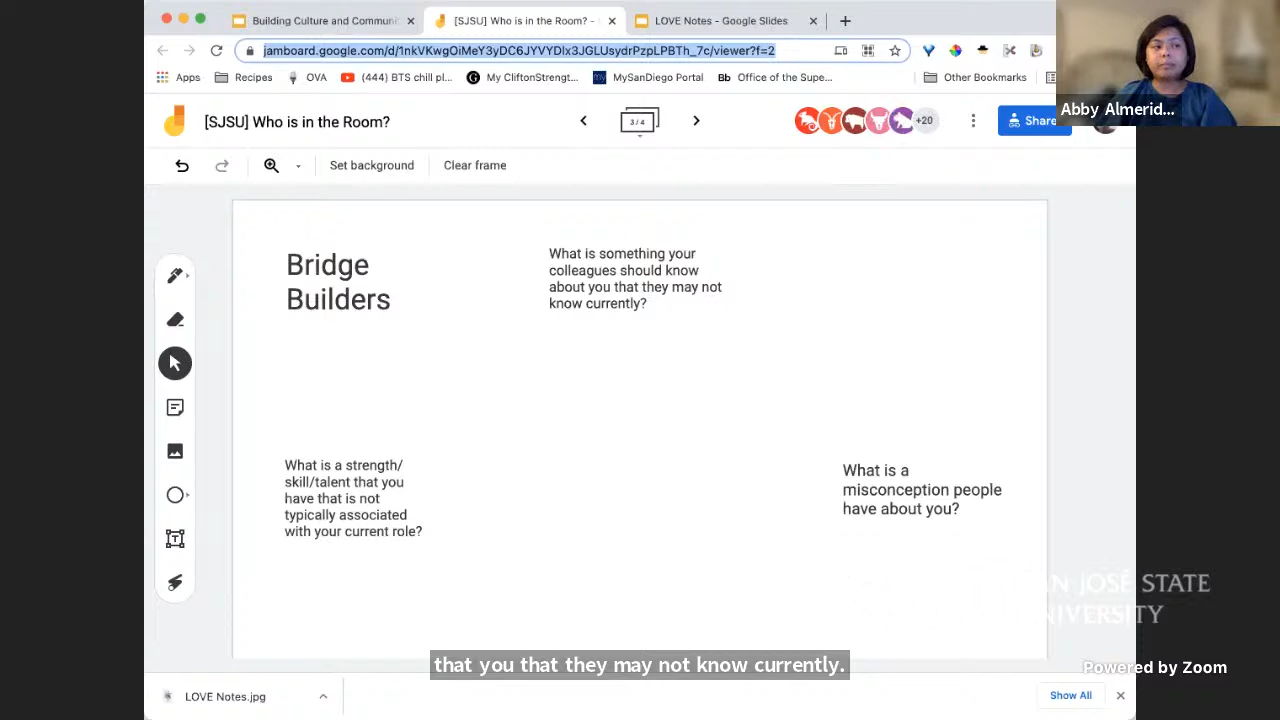 Building Culture and Communi
[SJSU] Who is in the Room? -
LOVE Notes - Google Slides
jamboard.google.com/d/1nkVKwgOiMeY3yDC6JYVYDlx3JGLUsydrPzpLPBTh_7c/viewer?f=2
Apps
Recipes
OVA
(444) BTS chill pl...
My CliftonStrengt...
MySanDiego Portal
Bb Office of the Supe...
Other Bookmarks
Abby Almerid...
[SJSU] Who is in the Room?
3/4
+20
Share
Set background
Clear frame
Bridge
Builders
What is something your
colleagues should know
about you that they may not
know currently?
What is a strength/
skill/talent that you
have that is not
typically associated
with your current role?
What is a
misconception people
have about you?
AN JOSÉ STATE
NIVERSITY
that you that they may not know currently.
Powered by Zoom
LOVE Notes.jpg
Show All